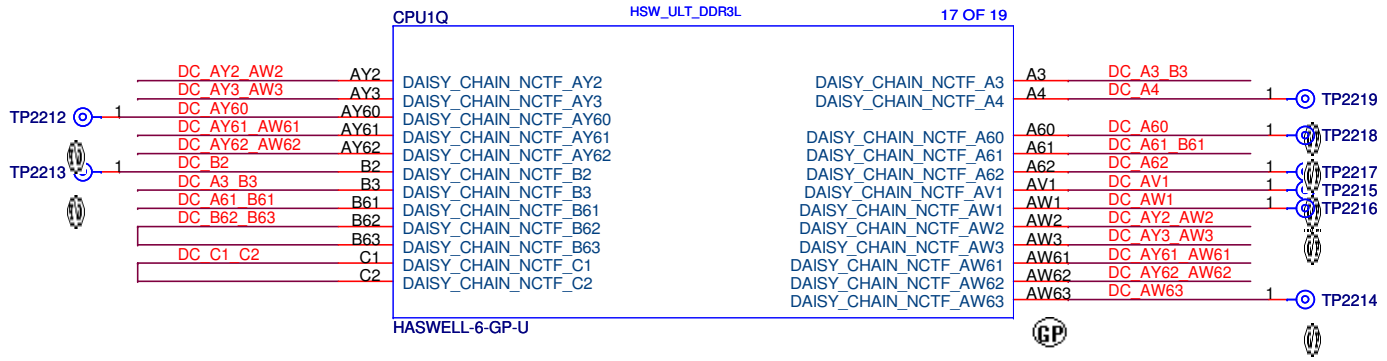 CPU1Q HSW_ULT_DDR3L 17 OF 19
DC_AY2_AW2 AY2 DAISY_CHAIN_NCTF_AY2 DAISY_CHAIN_NCTF_A3 A3 DC_A3_B3
DC_AY3_AW3 AY3 DAISY_CHAIN_NCTF_AY3 DAISY_CHAIN_NCTF_A4 A4 DC_A4 1 TP2219
TP2212 1 DC_AY60 AY60 DAISY_CHAIN_NCTF_AY60
DC_AY61_AW61 AY61 DAISY_CHAIN_NCTF_AY61 DAISY_CHAIN_NCTF_A60 A60 DC_A60 1 TP2218
DC_AY62_AW62 AY62 DAISY_CHAIN_NCTF_AY62 DAISY_CHAIN_NCTF_A61 A61 DC_A61_B61
TP2213 1 DC_B2 B2 DAISY_CHAIN_NCTF_B2 DAISY_CHAIN_NCTF_A62 A62 DC_A62 1 TP2217
DC_A3_B3 B3 DAISY_CHAIN_NCTF_B3 DAISY_CHAIN_NCTF_AV1 AV1 DC_AV1 1 TP2215
DC_A61_B61 B61 DAISY_CHAIN_NCTF_B61 DAISY_CHAIN_NCTF_AW1 AW1 DC_AW1 1 TP2216
DC_B62_B63 B62 DAISY_CHAIN_NCTF_B62 DAISY_CHAIN_NCTF_AW2 AW2 DC_AY2_AW2
B63 DAISY_CHAIN_NCTF_B63 DAISY_CHAIN_NCTF_AW3 AW3 DC_AY3_AW3
DC_C1_C2 C1 DAISY_CHAIN_NCTF_C1 DAISY_CHAIN_NCTF_AW61 AW61 DC_AY61_AW61
C2 DAISY_CHAIN_NCTF_C2 DAISY_CHAIN_NCTF_AW62 AW62 DC_AY62_AW62
DAISY_CHAIN_NCTF_AW63 AW63 DC_AW63 1 TP2214
HASWELL-6-GP-U GP